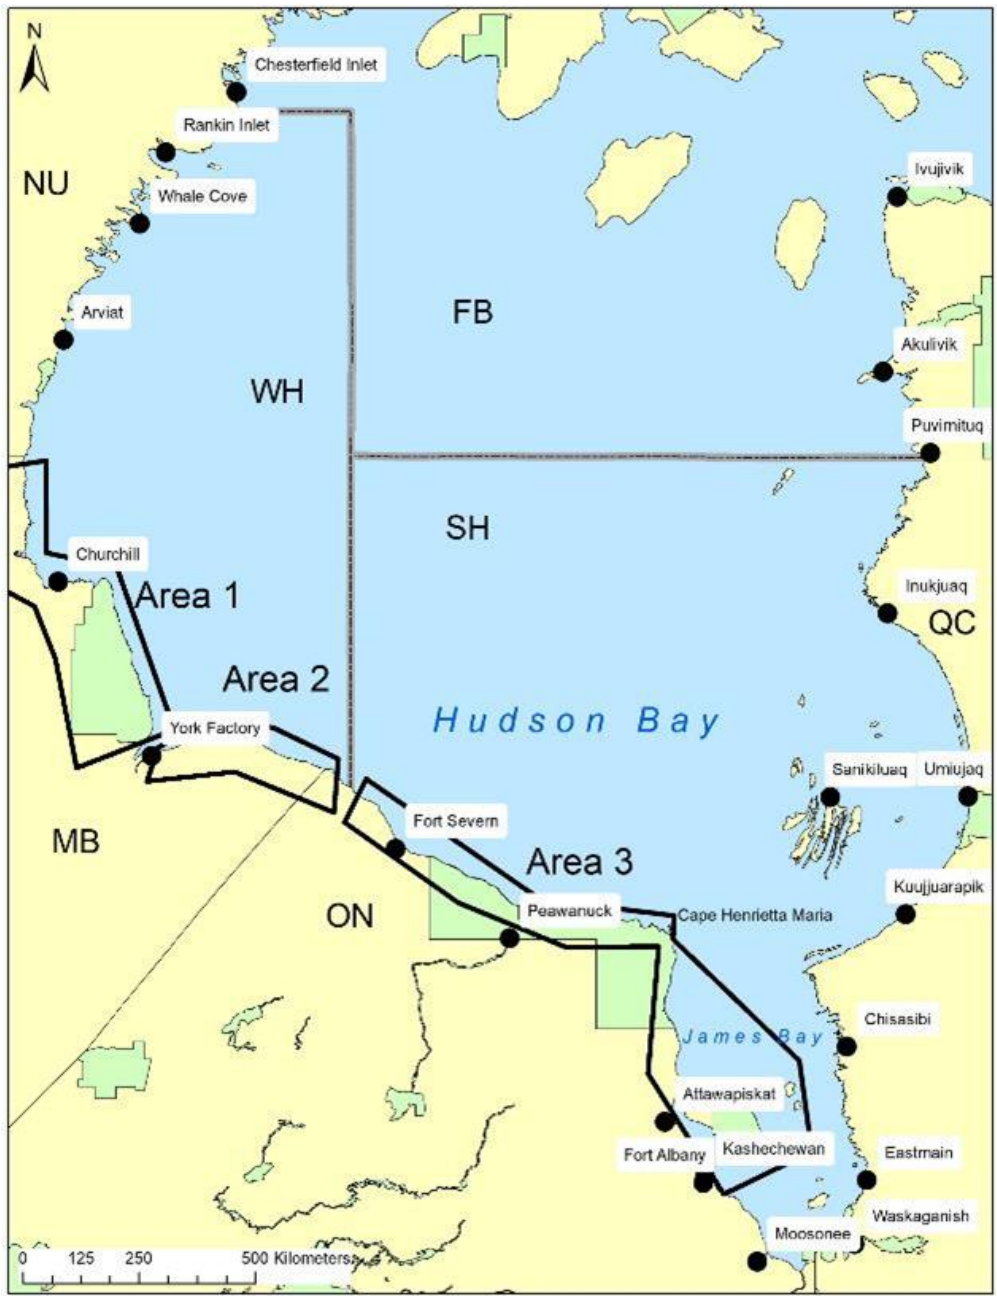 N
Chesterfield Inlet
Rankin Inlet
NU
Ivujivik
Whale Cove
Arviat
FB
Akulivik
WH
Puvirnituq
SH
Churchill
Area 1
Inukjuaq
QC
Area 2
Hudson Bay
York Factory
Sanikiluaq
Umiujaq
MB
Fort Severn
Area 3
Kuujjuarapik
ON
Peawanuck
Cape Henrietta Maria
Chisasibi
James Bay
Attawapiskat
Fort Albany
Kashechewan
Eastmain
Waskaganish
Moosonee
0 125 250 500 Kilometers